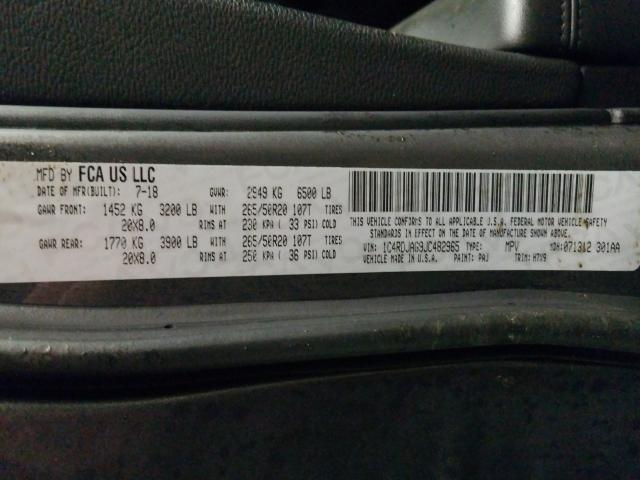 MFD BY FCA US LLC
DATE OF MFR(BUILT): 7-18 GVWR: 2949 KG 6500 LB
GAWR FRONT: 1452 KG 3200 LB WITH 265/50R20 107T TIRES
20X8.0 RIMS AT 230 KPA ( 33 PSI) COLD
GAWR REAR: 1770 KG 3900 LB WITH 265/50R20 107T TIRES
20X8.0 RIMS AT 250 KPA ( 36 PSI) COLD
THIS VEHICLE CONFORMS TO ALL APPLICABLE U.S.A. FEDERAL MOTOR VEHICLE SAFETY
STANDARDS IN EFFECT ON THE DATE OF MANUFACTURE SHOWN ABOVE.
VIN: 1C4RDJAG9JC482965 TYPE: MPV MDH: 071312 301AA
VEHICLE MADE IN U.S.A. PAINT: PAJ TRIM: H7X9